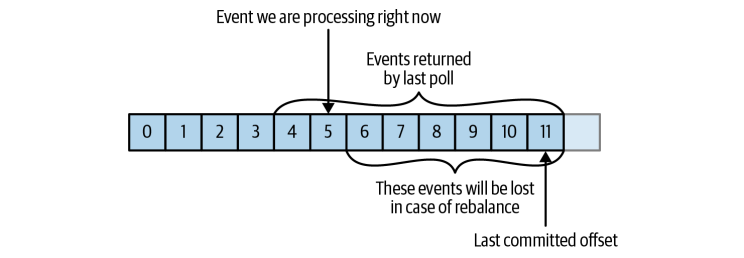 Event we are processing right now
Events returned
by last poll
0 1 2 3 4 5 6 7 8 9 10 11
These events will be lost
in case of rebalance
Last committed offset